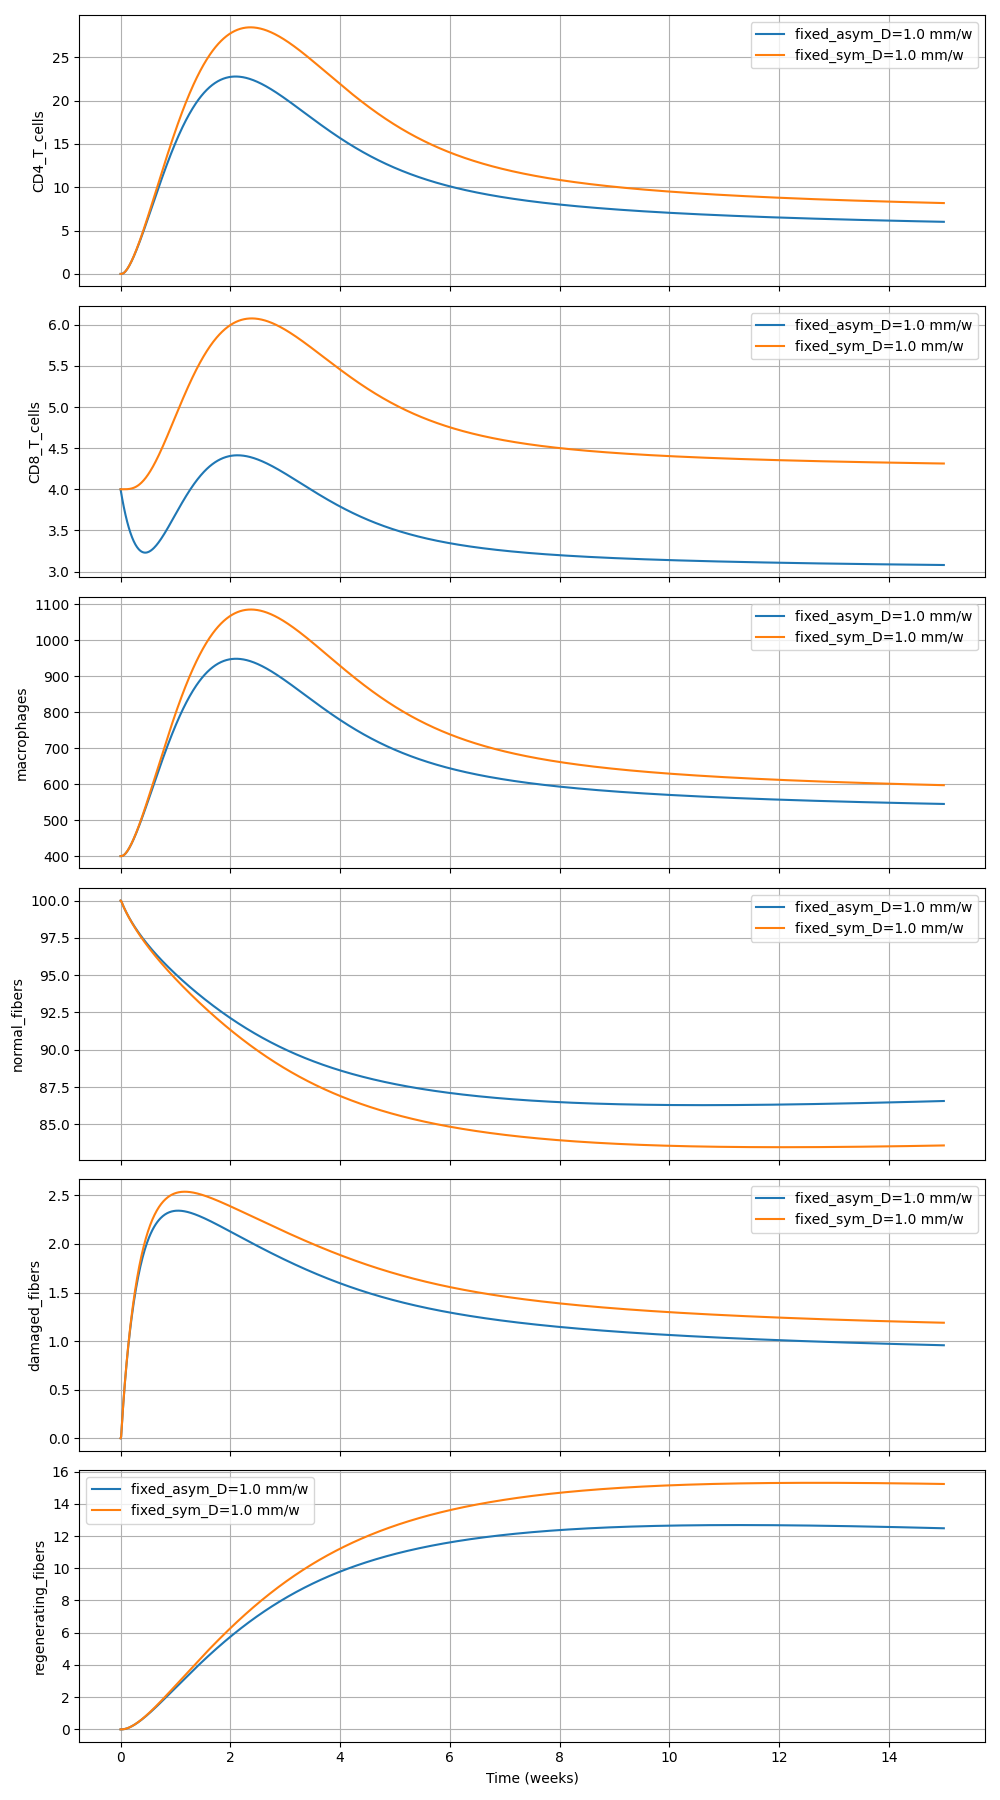 CD4_T_cells
25
20
15
10
5
0
fixed_asym_D=1.0 mm/w
fixed_sym_D=1.0 mm/w
CD8_T_cells
6.0
5.5
5.0
4.5
4.0
3.5
3.0
fixed_asym_D=1.0 mm/w
fixed_sym_D=1.0 mm/w
macrophages
1100
1000
900
800
700
600
500
400
fixed_asym_D=1.0 mm/w
fixed_sym_D=1.0 mm/w
normal_fibers
100.0
97.5
95.0
92.5
90.0
87.5
85.0
fixed_asym_D=1.0 mm/w
fixed_sym_D=1.0 mm/w
damaged_fibers
2.5
2.0
1.5
1.0
0.5
0.0
fixed_asym_D=1.0 mm/w
fixed_sym_D=1.0 mm/w
regenerating_fibers
16
14
12
10
8
6
4
2
0
fixed_asym_D=1.0 mm/w
fixed_sym_D=1.0 mm/w
0 2 4 6 8 10 12 14
Time (weeks)